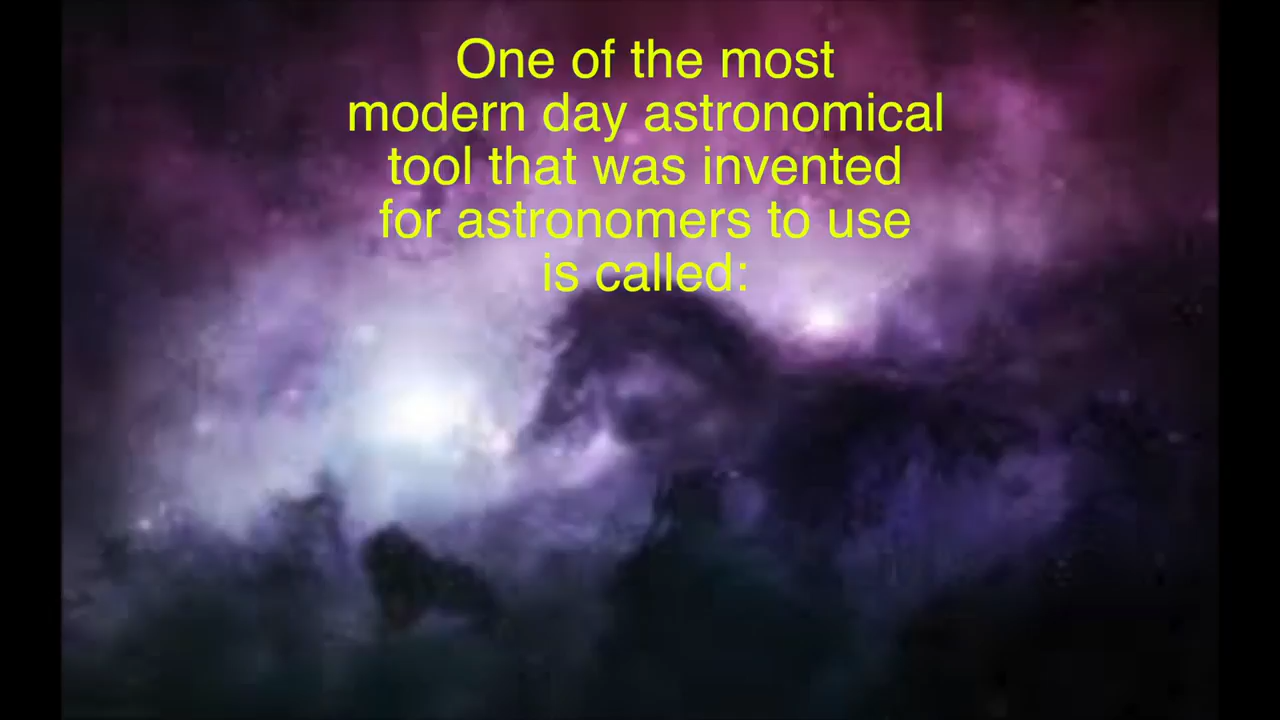 One of the most
modern day astronomical
tool that was invented
for astronomers to use
is called: